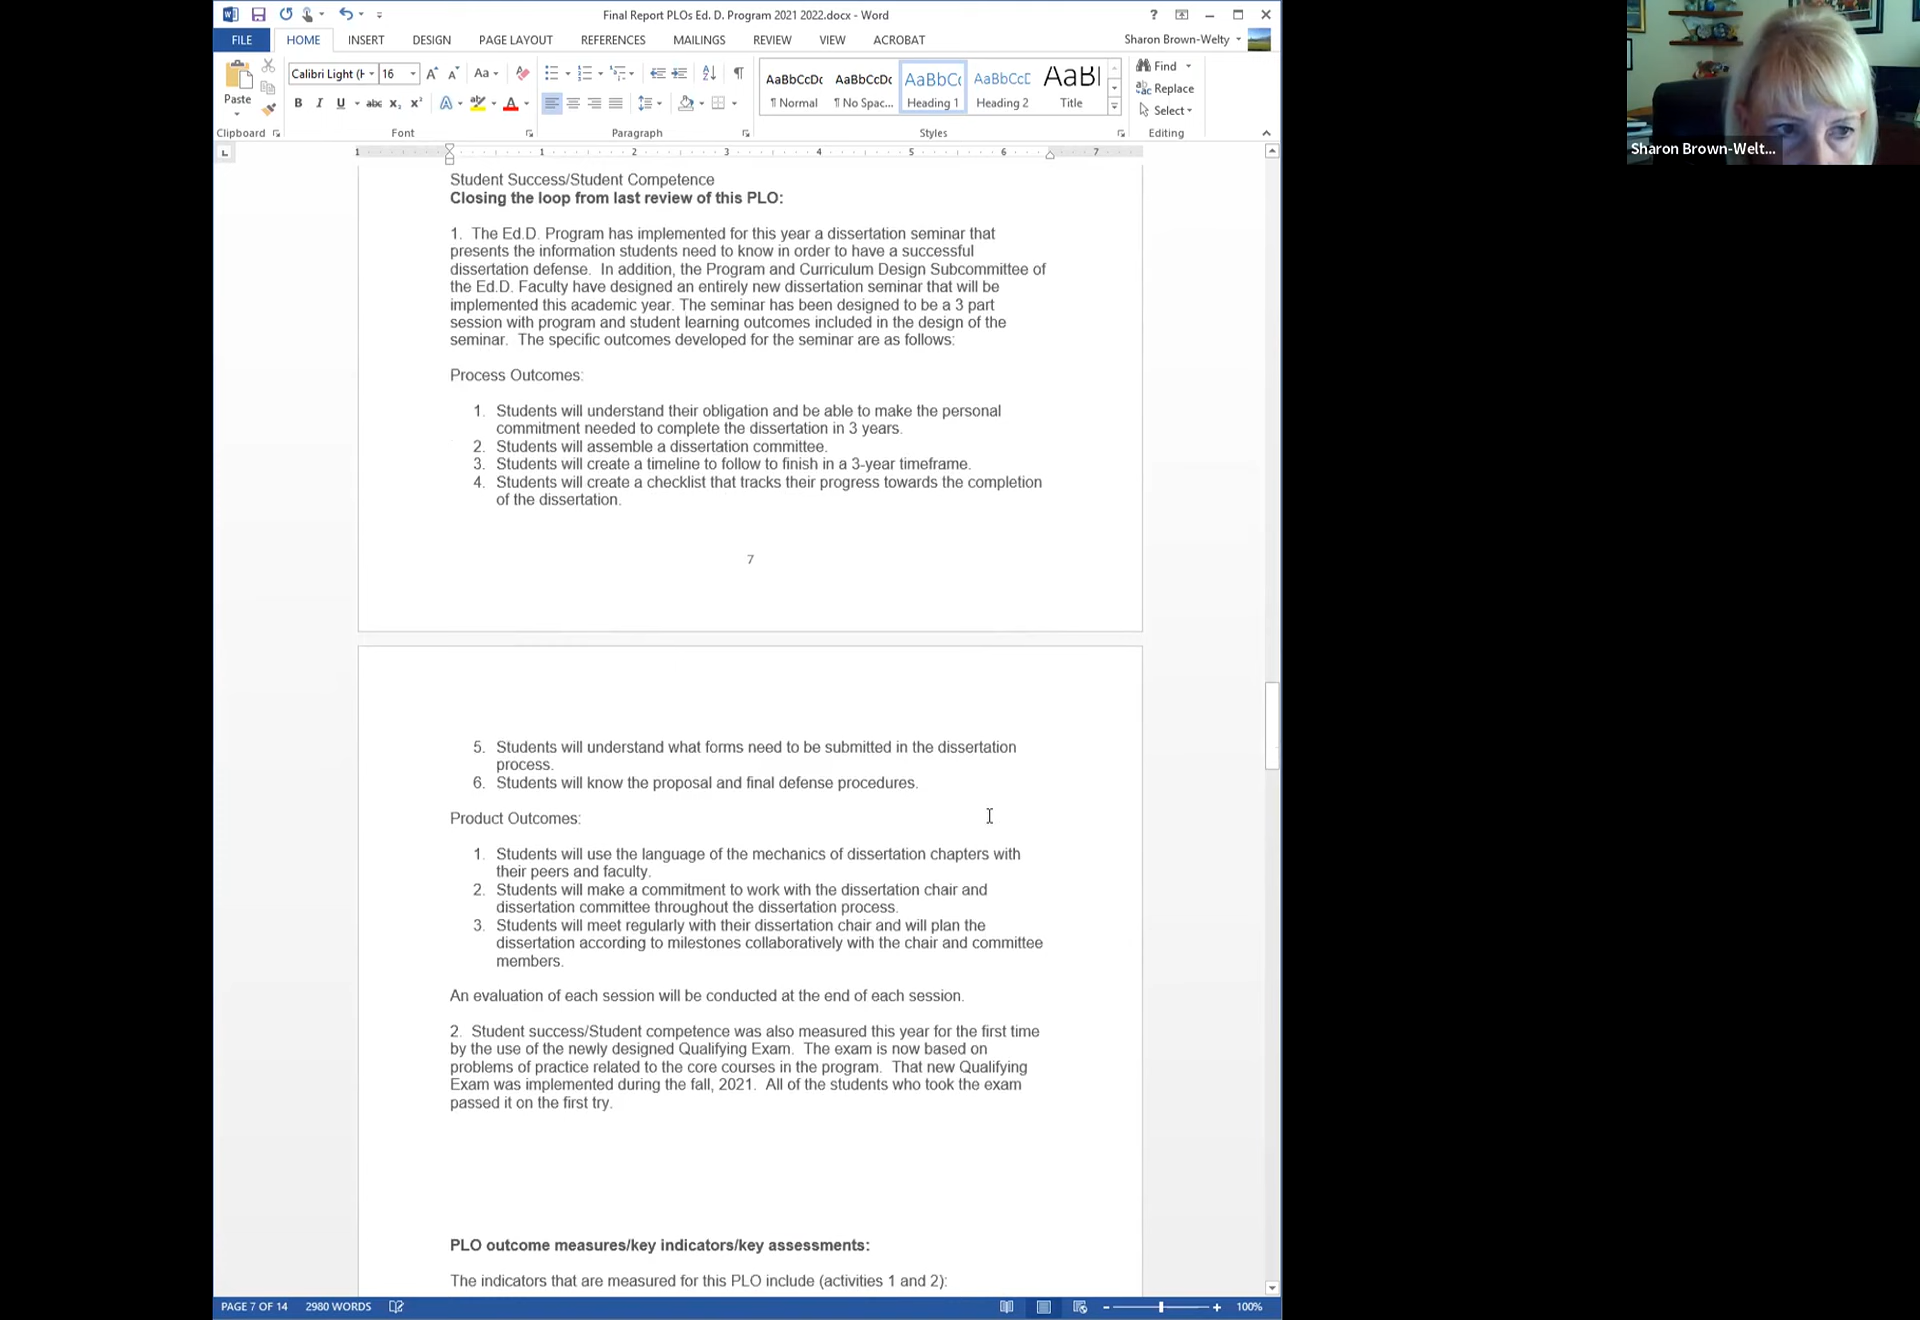 Final Report PLOs Ed. D. Program 2021 2022.docx - Word
?
FILE HOME INSERT DESIGN PAGE LAYOUT REFERENCES MAILINGS REVIEW VIEW ACROBAT
Sharon Brown-Welty
Calibri Light (H 16
Paste
Clipboard Font Paragraph Styles Editing
AaBbCcDc AaBbCcDc AaBbCc AaBbCcC AaBl
¶ Normal ¶ No Spac... Heading 1 Heading 2 Title
Find
Replace
Select
1 1 2 3 4 5 6 7
Sharon Brown-Welt...
Student Success/Student Competence
Closing the loop from last review of this PLO:
1. The Ed.D. Program has implemented for this year a dissertation seminar that
presents the information students need to know in order to have a successful
dissertation defense. In addition, the Program and Curriculum Design Subcommittee of
the Ed.D. Faculty have designed an entirely new dissertation seminar that will be
implemented this academic year. The seminar has been designed to be a 3 part
session with program and student learning outcomes included in the design of the
seminar. The specific outcomes developed for the seminar are as follows:
Process Outcomes:
1. Students will understand their obligation and be able to make the personal
commitment needed to complete the dissertation in 3 years.
2. Students will assemble a dissertation committee.
3. Students will create a timeline to follow to finish in a 3-year timeframe.
4. Students will create a checklist that tracks their progress towards the completion
of the dissertation.
7
5. Students will understand what forms need to be submitted in the dissertation
process.
6. Students will know the proposal and final defense procedures.
Product Outcomes:
1. Students will use the language of the mechanics of dissertation chapters with
their peers and faculty.
2. Students will make a commitment to work with the dissertation chair and
dissertation committee throughout the dissertation process.
3. Students will meet regularly with their dissertation chair and will plan the
dissertation according to milestones collaboratively with the chair and committee
members.
An evaluation of each session will be conducted at the end of each session.
2. Student success/Student competence was also measured this year for the first time
by the use of the newly designed Qualifying Exam. The exam is now based on
problems of practice related to the core courses in the program. That new Qualifying
Exam was implemented during the fall, 2021. All of the students who took the exam
passed it on the first try.
PLO outcome measures/key indicators/key assessments:
The indicators that are measured for this PLO include (activities 1 and 2):
PAGE 7 OF 14 2980 WORDS
100%